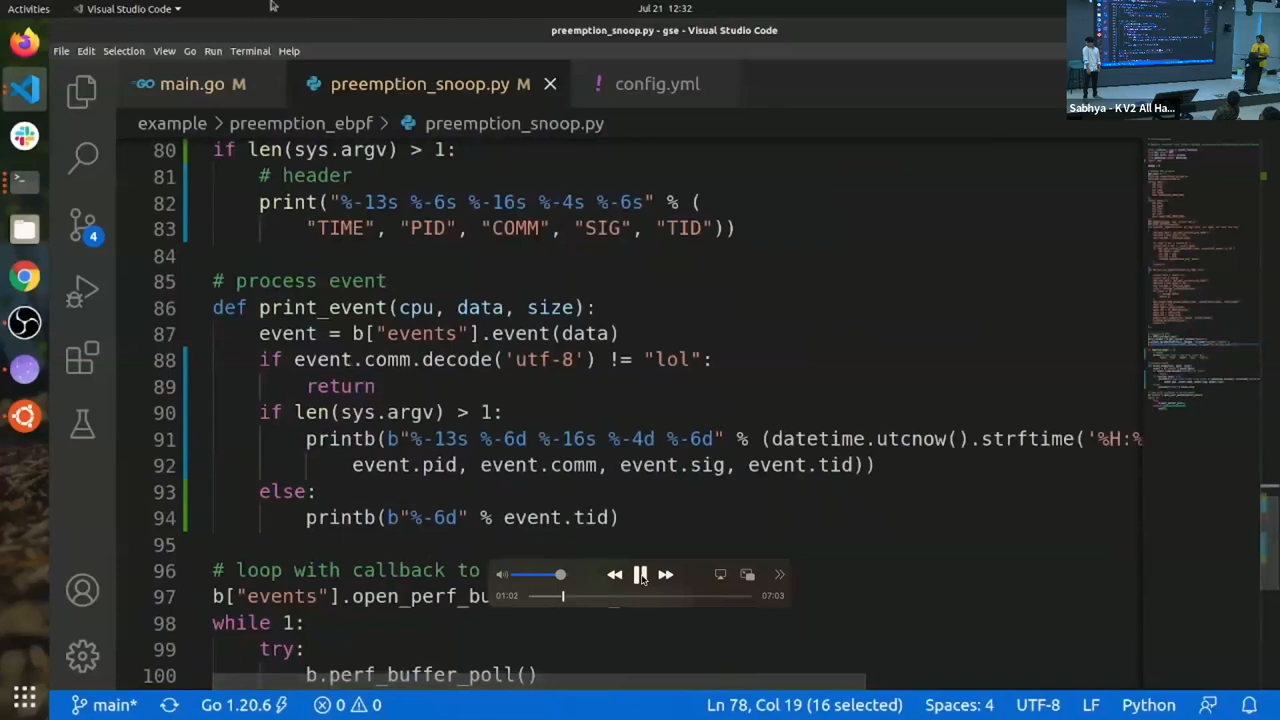 Activities
Visual Studio Code
Jul 21 12:32
preemption_snoop.py - gse - Visual Studio Code
File Edit Selection View Go Run Terminal Help
Sabhya - KV2 All Ha...
main.go M
preemption_snoop.py M
config.yml
example > preemption_ebpf > preemption_snoop.py
80 if len(sys.argv) > 1:
81 # header
82 print("%-13s %-6s %-16s %-4s %-6s" % (
83 "TIME", "PID", "COMM", "SIG", "TID"))
84
85 # process event
86 def print_event(cpu, data, size):
87 event = b["events"].event(data)
88 if event.comm.decode('utf-8') != "lol":
89 return
90 if len(sys.argv) > 1:
91 printb(b"%-13s %-6d %-16s %-4d %-6d" % (datetime.utcnow().strftime('%H:%
92 event.pid, event.comm, event.sig, event.tid))
93 else:
94 printb(b"%-6d" % event.tid)
95
96 # loop with callback to
97 b["events"].open_perf_bu
98 while 1:
99 try:
100 b.perf_buffer_poll()
4
01:02
07:03
main*
Go 1.20.6
0 0
Ln 78, Col 19 (16 selected)
Spaces: 4
UTF-8
LF
Python